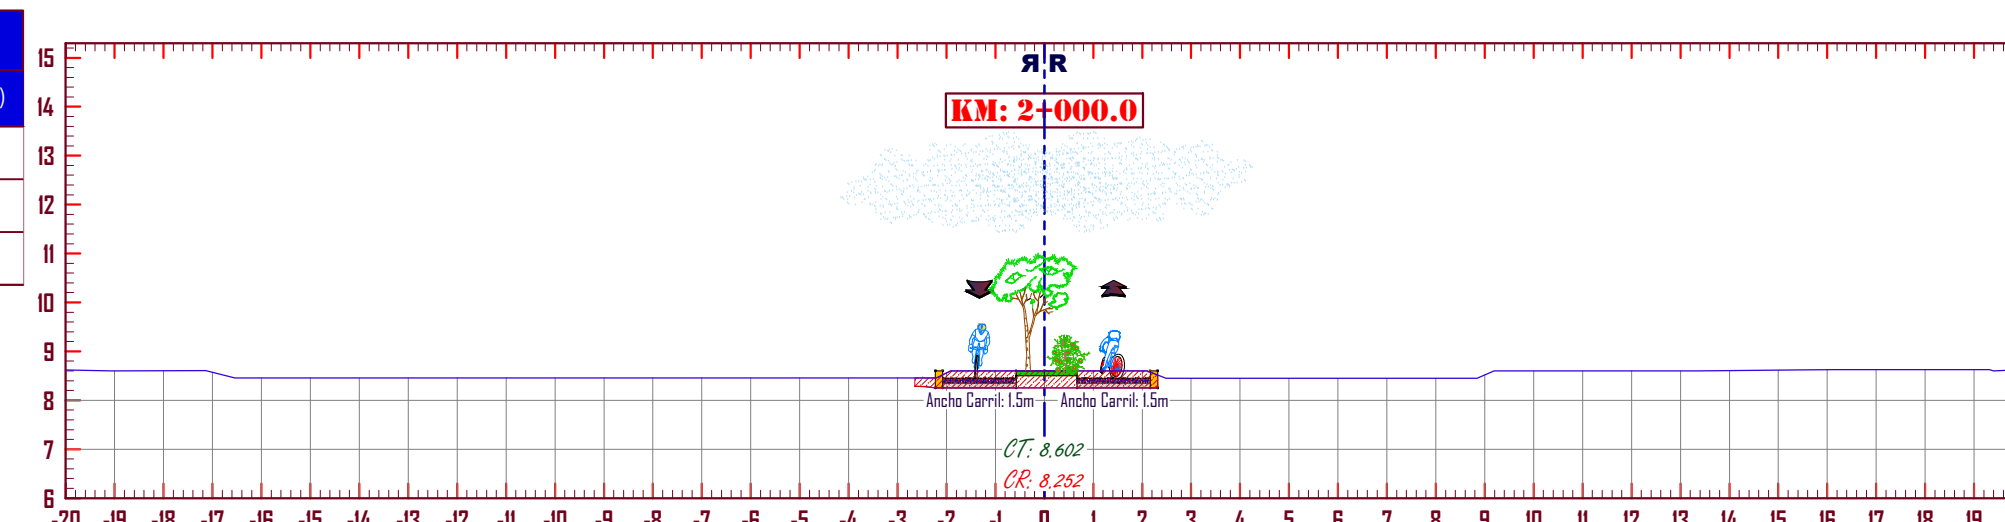 )
ЯR
KM: 2+000.0
15
14
13
12
11
10
9
8
7
6
Ancho Carril: 1.5m Ancho Carril: 1.5m
CT: 8,602
CR: 8,252
-20 -19 -18 -17 -16 -15 -14 -13 -12 -11 -10 -9 -8 -7 -6 -5 -4 -3 -2 -1 0 1 2 3 4 5 6 7 8 9 10 11 12 13 14 15 16 17 18 19